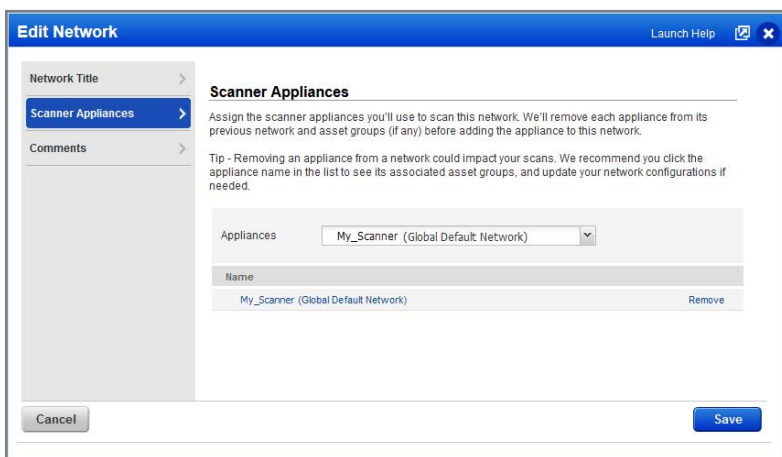 Edit Network
Launch Help
Network Title
Scanner Appliances
Comments
Scanner Appliances
Assign the scanner appliances you'll use to scan this network. We'll remove each appliance from its
previous network and asset groups (if any) before adding the appliance to this network.
Tip - Removing an appliance from a network could impact your scans. We recommend you click the
appliance name in the list to see its associated asset groups, and update your network configurations if
needed.
Appliances
My_Scanner (Global Default Network)
Name
My_Scanner (Global Default Network)
Remove
Cancel
Save